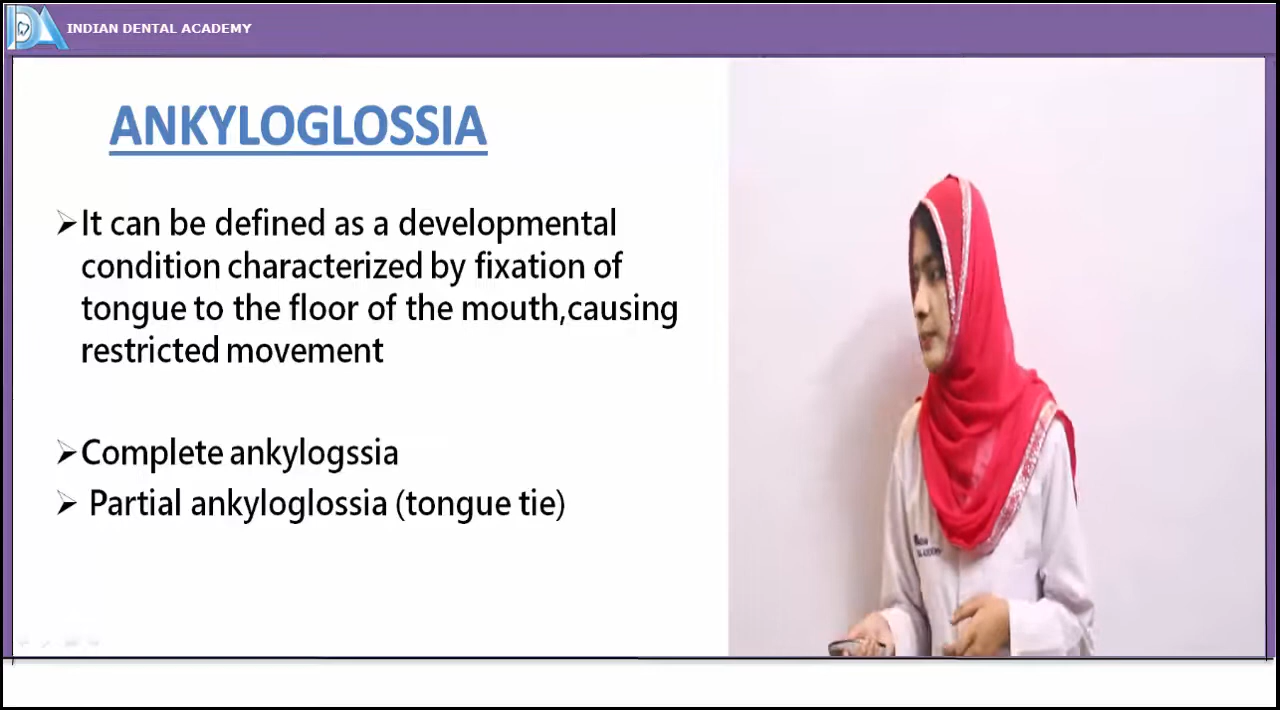 INDIAN DENTAL ACADEMY
ANKYLOGLOSSIA
➢It can be defined as a developmental
condition characterized by fixation of
tongue to the floor of the mouth,causing
restricted movement
➢Complete ankylogssia
➢ Partial ankyloglossia (tongue tie)